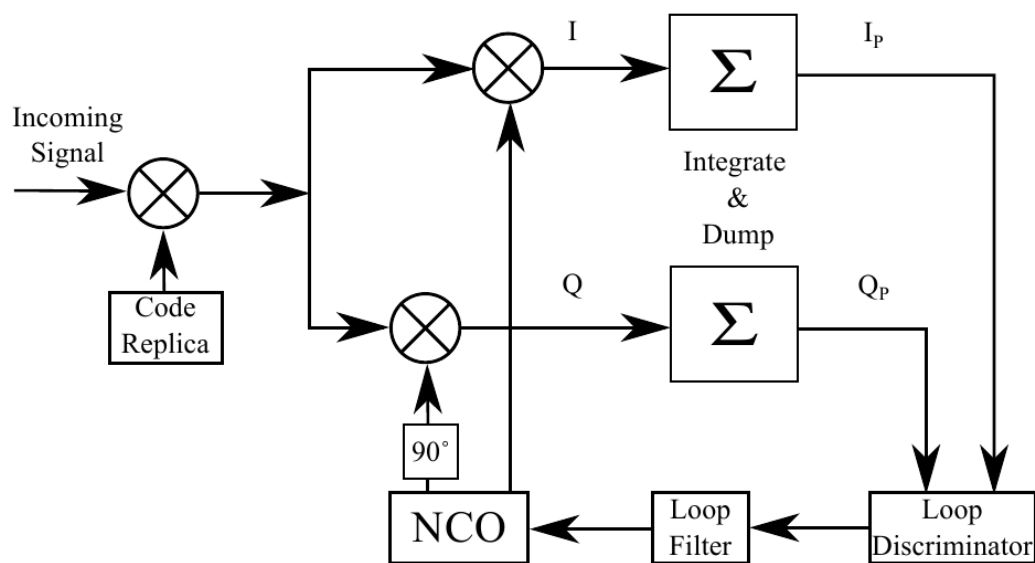 I
I_P
Σ
Incoming
Signal
Integrate
&
Dump
Code
Replica
Q
Q_P
Σ
90°
NCO
Loop
Filter
Loop
Discriminator